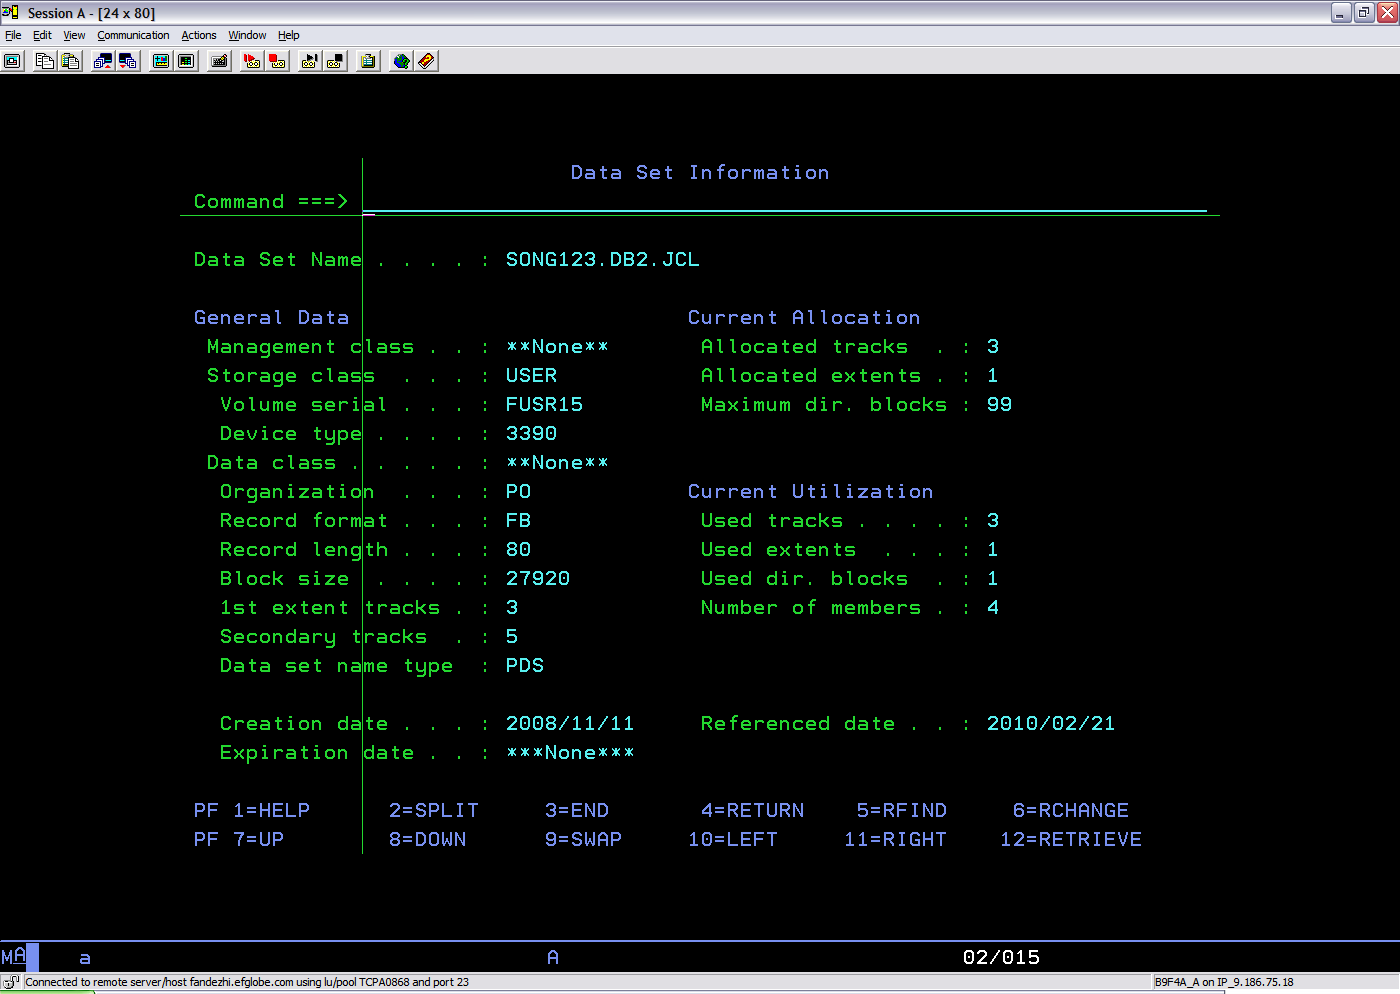 Session A - [24 x 80]
File Edit View Communication Actions Window Help
Data Set Information
Command ===>
Data Set Name . . . . : SONG123.DB2.JCL
General Data Current Allocation
Management class . . : **None** Allocated tracks . : 3
Storage class . . . : USER Allocated extents . : 1
Volume serial . . . : FUSR15 Maximum dir. blocks : 99
Device type . . . . : 3390
Data class . . . . . : **None**
Organization . . . : PO Current Utilization
Record format . . . : FB Used tracks . . . . : 3
Record length . . . : 80 Used extents . . . : 1
Block size . . . . : 27920 Used dir. blocks . : 1
1st extent tracks . : 3 Number of members . : 4
Secondary tracks . : 5
Data set name type : PDS
Creation date . . . : 2008/11/11 Referenced date . . : 2010/02/21
Expiration date . . : ***None***
PF 1=HELP 2=SPLIT 3=END 4=RETURN 5=RFIND 6=RCHANGE
PF 7=UP 8=DOWN 9=SWAP 10=LEFT 11=RIGHT 12=RETRIEVE
MA a A 02/015
Connected to remote server/host fandezhi.efglobe.com using lu/pool TCPA0868 and port 23 B9F4A_A on IP_9.186.75.18